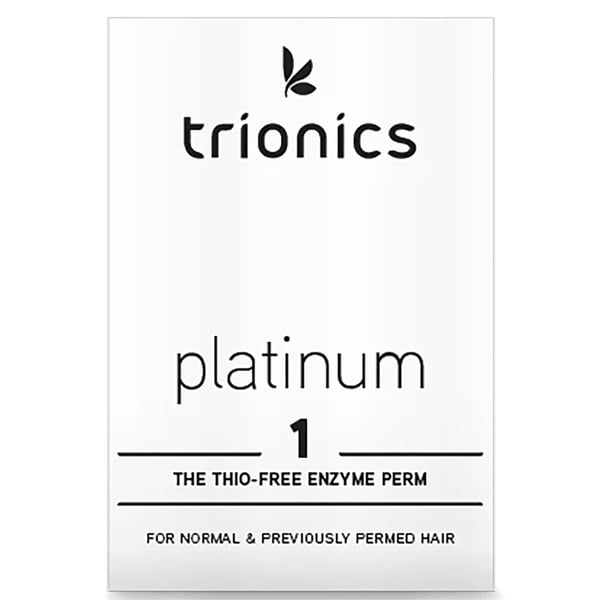 trionics
platinum
1
THE THIO-FREE ENZYME PERM
FOR NORMAL & PREVIOUSLY PERMED HAIR